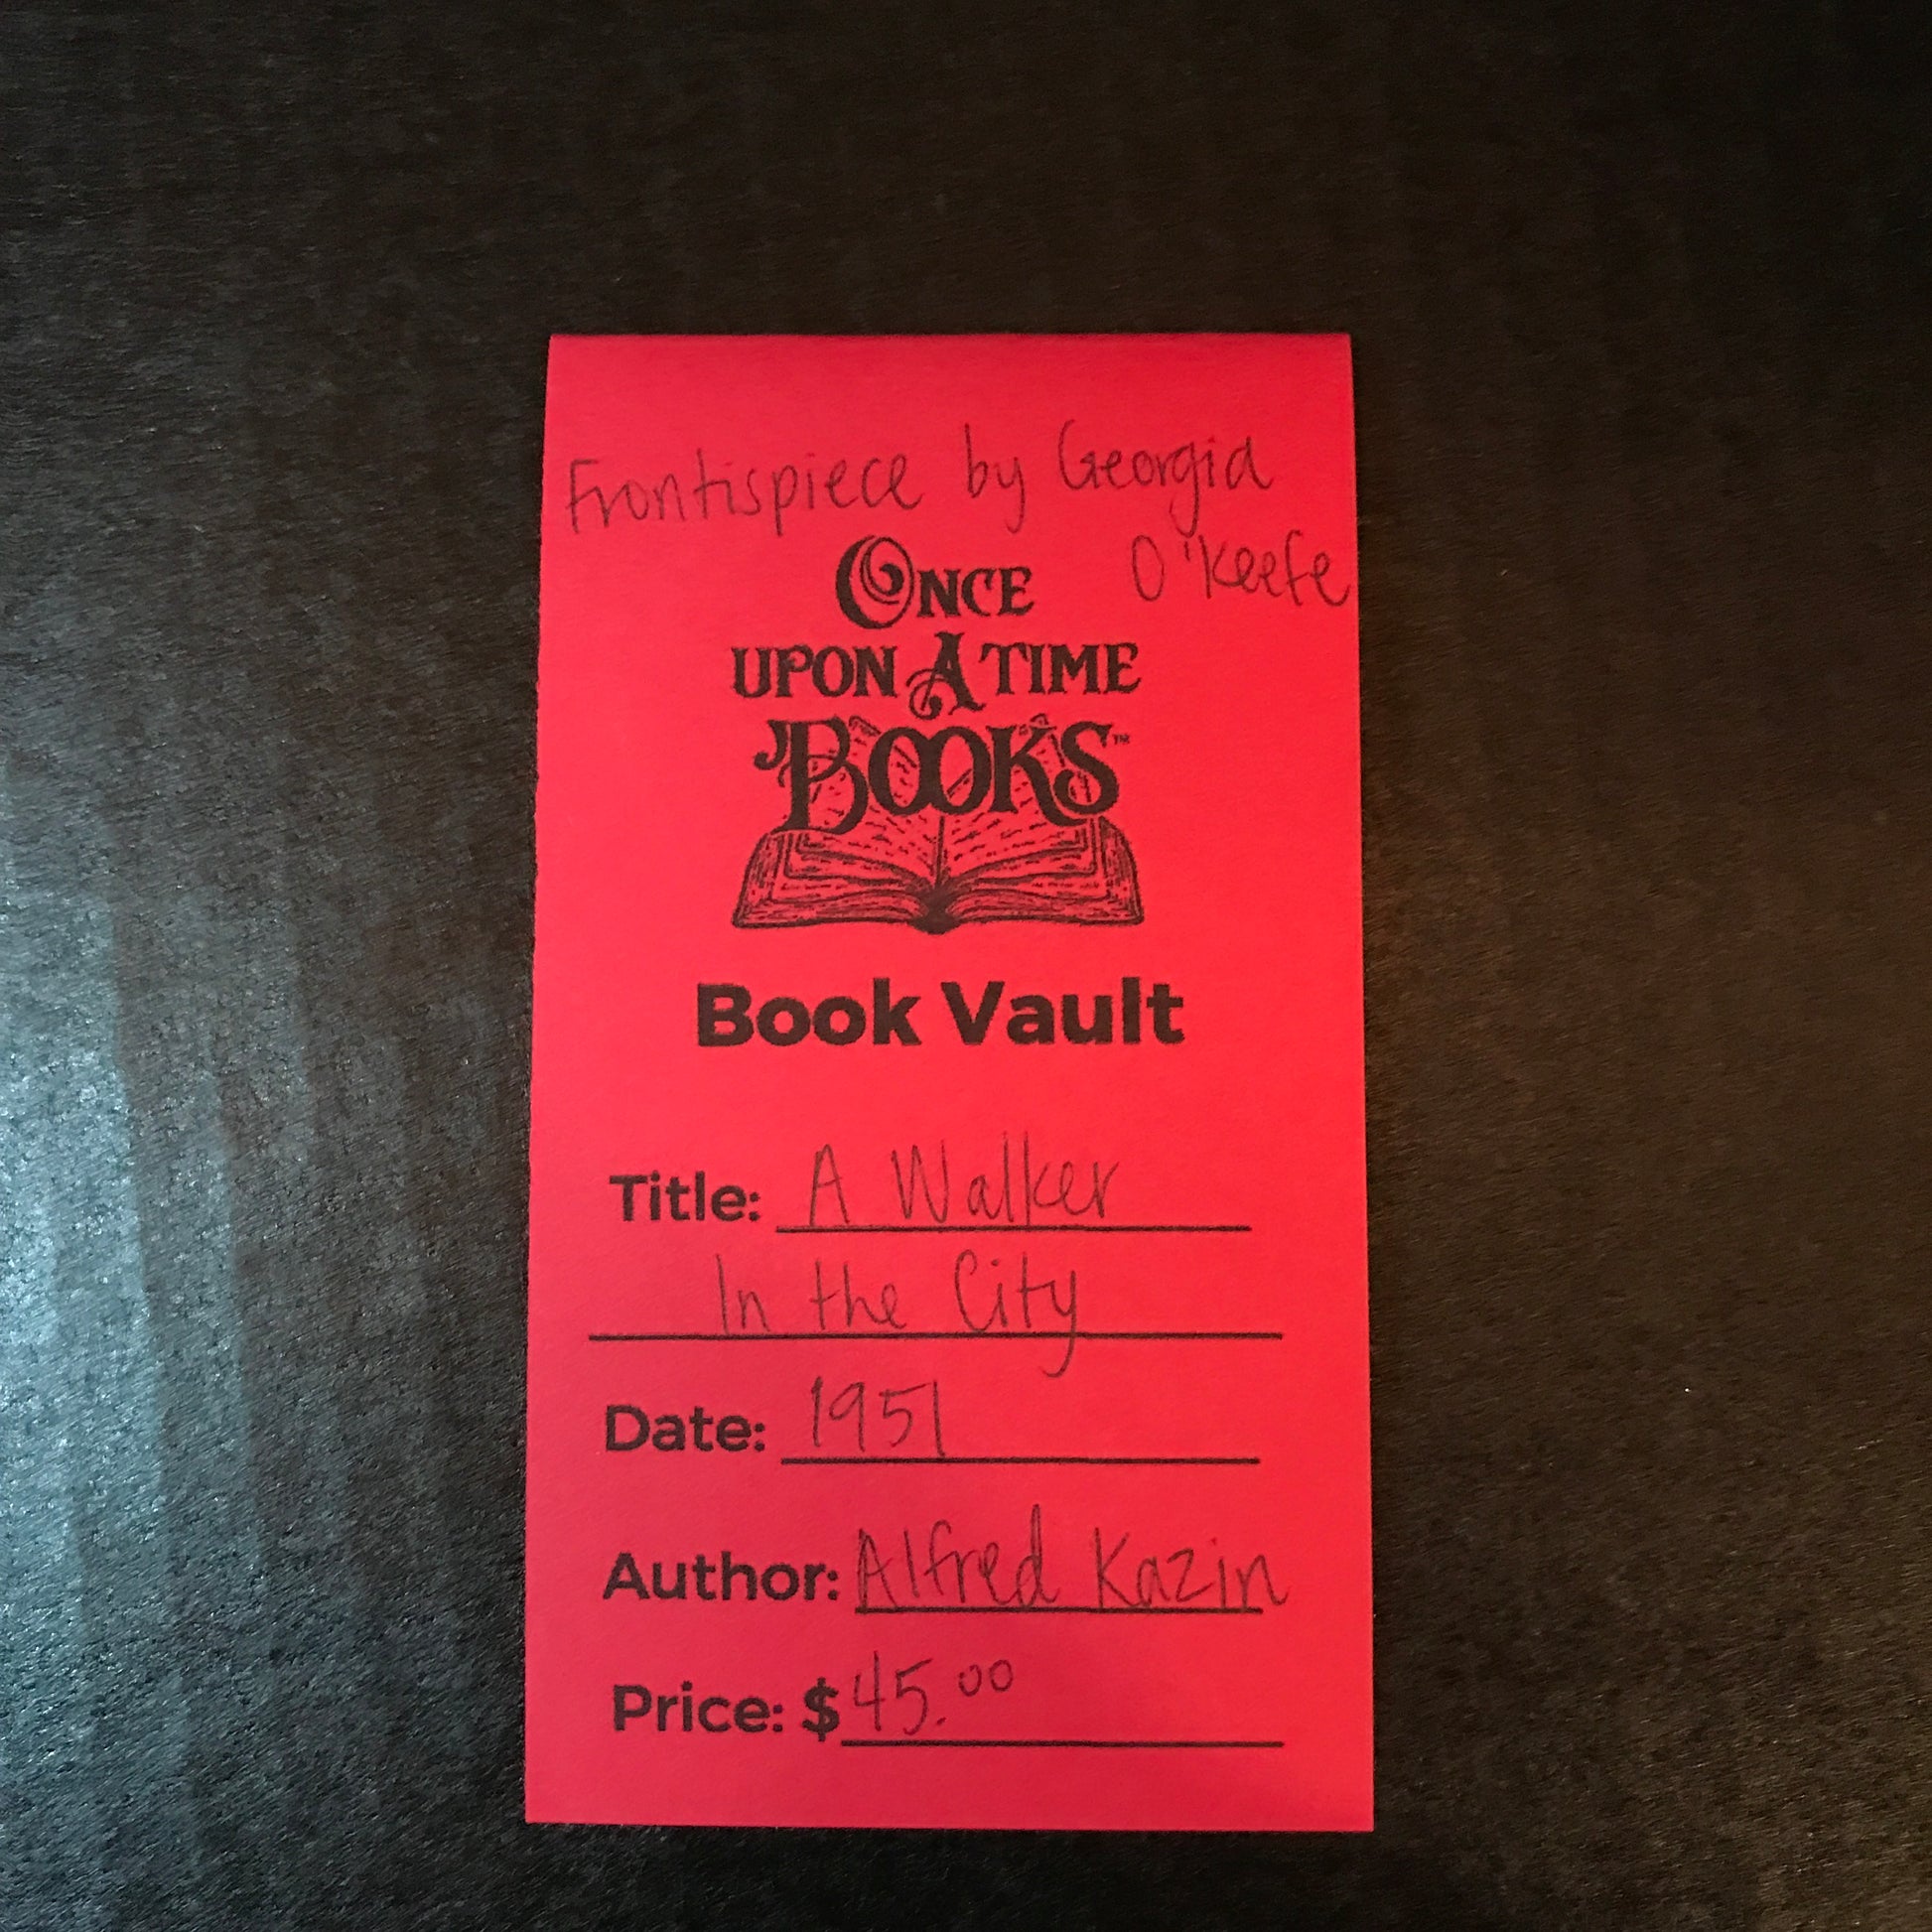 Frontispiece by Georgia
O'Keefe
ONCE
UPON A TIME
BOOKS™
Book Vault
Title: A Walker
In the City
Date: 1951
Author: Alfred Kazin
Price: $45.00